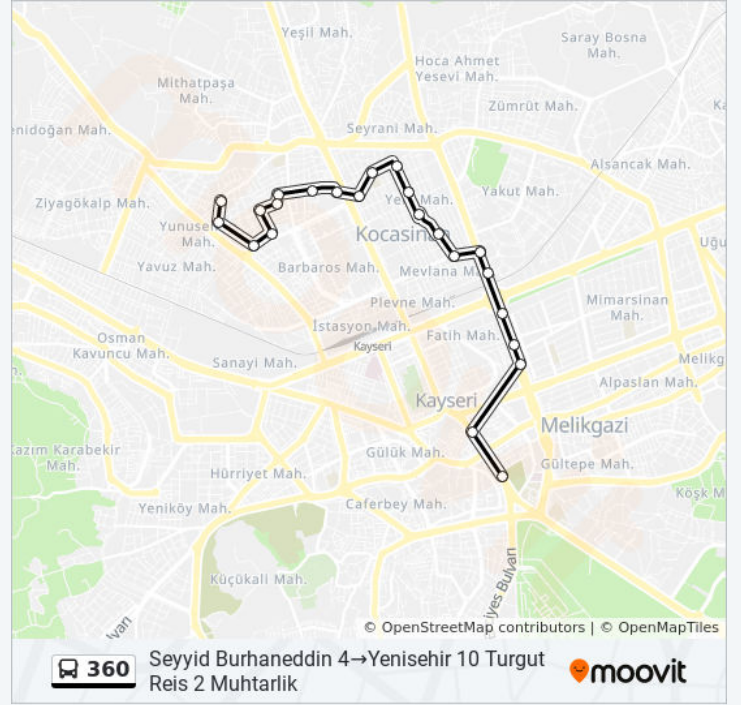 Yeşil Mah.
Saray Bosna
Mah.
Hoca Ahmet
Yesevi Mah.
Mithatpaşa
Mah.
Zümrüt Mah.
enidoğan Mah.
Seyrani Mah.
Alsancak Mah.
Yakut Mah.
Ziyagökalp Mah.
Yunuse
Mah.
Kocasinan
Yavuz Mah.
Barbaros Mah.
Mevlana
Plevne Mah.
Mimarsinan
Mah.
İstasyon Mah.
Fatih Mah.
Osman
Kavuncu Mah.
Kayseri
Sanayi Mah.
Melikg
Alpaslan Mah.
Kayseri
Melikgazi
azım Karabekir
Mah.
Gülük Mah.
Gültepe Mah.
Hürriyet Mah.
Köşk M
Yeniköy Mah.
Caferbey Mah.
Küçükali Mah.
iyes Bulvarı
lvarı
© OpenStreetMap contributors | © OpenMapTiles
360 Seyyid Burhaneddin 4→Yenisehir 10 Turgut
Reis 2 Muhtarlik
moovit